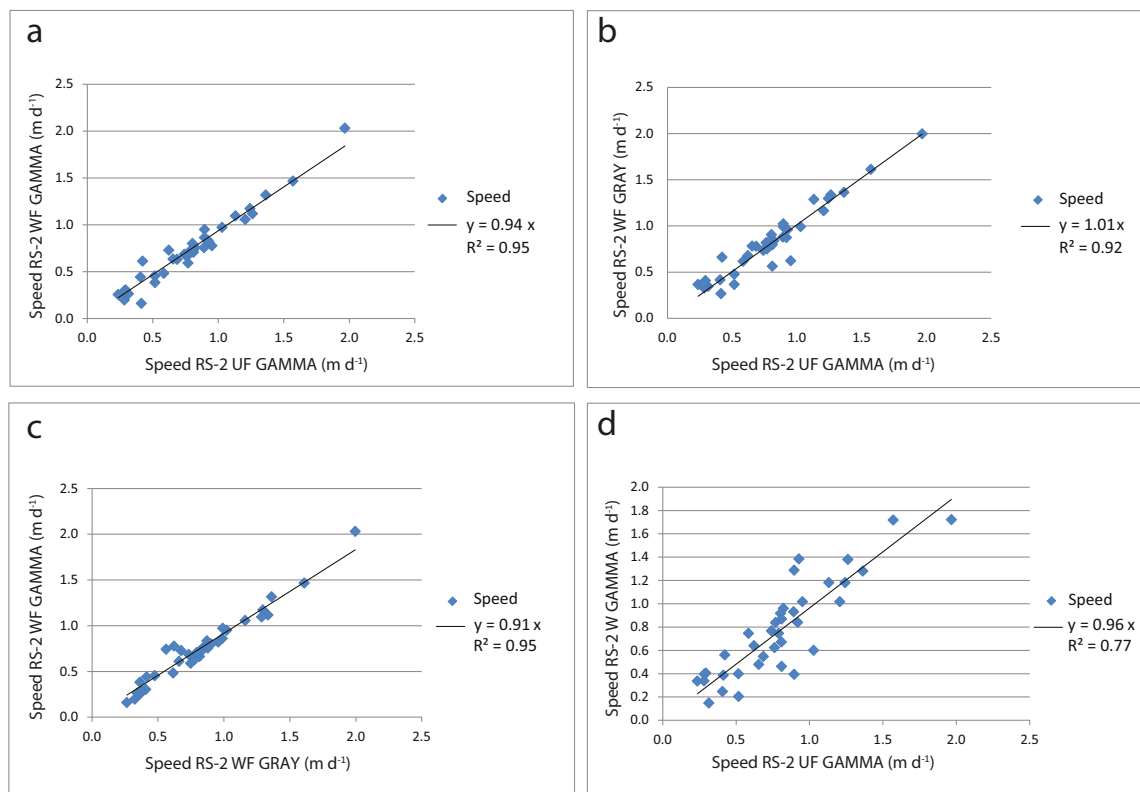 a
2.5
2.0
1.5
1.0
0.5
0.0
0.0
0.5
1.0
1.5
2.0
2.5
Speed RS-2 WF GAMMA (m d⁻¹)
Speed RS-2 UF GAMMA (m d⁻¹)
Speed
y = 0.94 x
R² = 0.95
b
2.5
2.0
1.5
1.0
0.5
0.0
0.0
0.5
1.0
1.5
2.0
2.5
Speed RS-2 WF GRAY (m d⁻¹)
Speed RS-2 UF GAMMA (m d⁻¹)
Speed
y = 1.01x
R² = 0.92
c
2.5
2.0
1.5
1.0
0.5
0.0
0.0
0.5
1.0
1.5
2.0
2.5
Speed RS-2 WF GAMMA (m d⁻¹)
Speed RS-2 WF GRAY (m d⁻¹)
Speed
y = 0.91 x
R² = 0.95
d
2.0
1.8
1.6
1.4
1.2
1.0
0.8
0.6
0.4
0.2
0.0
0.0
0.5
1.0
1.5
2.0
2.5
Speed RS-2 W GAMMA (m d⁻¹)
Speed RS-2 UF GAMMA (m d⁻¹)
Speed
y = 0.96 x
R² = 0.77